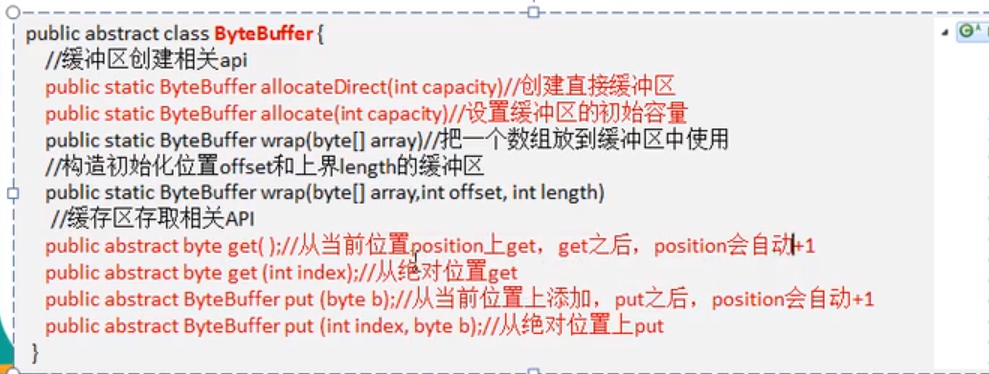 public abstract class ByteBuffer {
//缓冲区创建相关api
public static ByteBuffer allocateDirect(int capacity)//创建直接缓冲区
public static ByteBuffer allocate(int capacity)//设置缓冲区的初始容量
public static ByteBuffer wrap(byte[] array)//把一个数组放到缓冲区中使用
//构造初始化位置offset和上界length的缓冲区
public static ByteBuffer wrap(byte[] array,int offset, int length)
//缓存区存取相关API
public abstract byte get( );//从当前位置position上get，get之后，position会自动+1
public abstract byte get (int index);//从绝对位置get
public abstract ByteBuffer put (byte b);//从当前位置上添加，put之后，position会自动+1
public abstract ByteBuffer put (int index, byte b);//从绝对位置上put
}